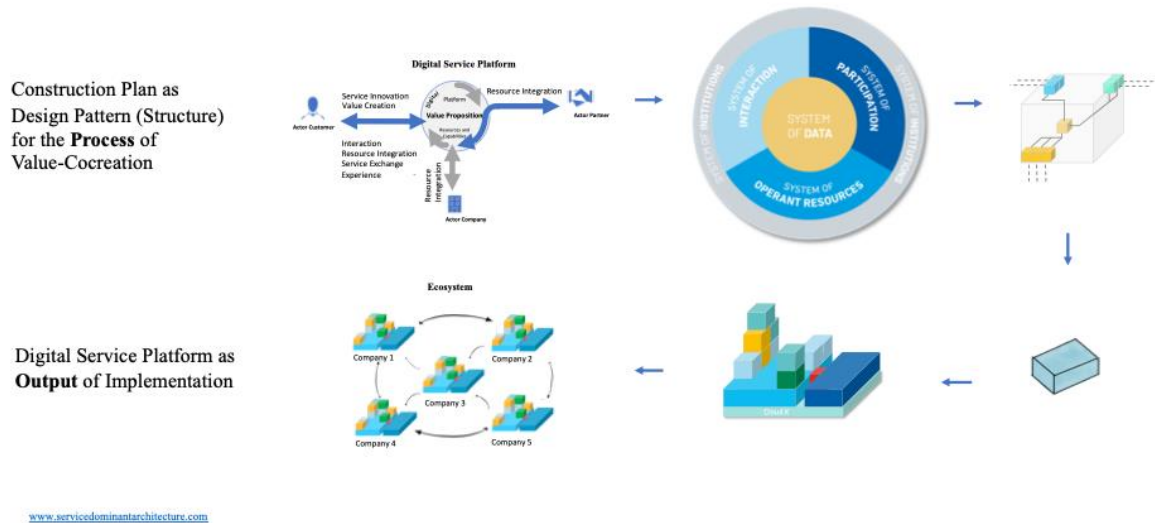 Construction Plan as
Design Pattern (Structure)
for the Process of
Value-Cocreation
Digital Service Platform
Service Innovation
Value Creation
Actor Customer
Digital
Platform
Value Proposition
Resources and
Capabilities
Resource Integration
Actor Partner
Interaction
Resource Integration
Service Exchange
Experience
Resource
Integration
Actor Company
SYSTEM OF INSTITUTIONS
SYSTEM OF
INTERACTION
SYSTEM OF
PARTICIPATION
SYSTEM OF INSTITUTIONS
SYSTEM
OF DATA
SYSTEM OF
OPERANT RESOURCES
Digital Service Platform as
Output of Implementation
Ecosystem
Company 1
Company 2
Company 3
Company 4
Company 5
www.servicedominantarchitecture.com